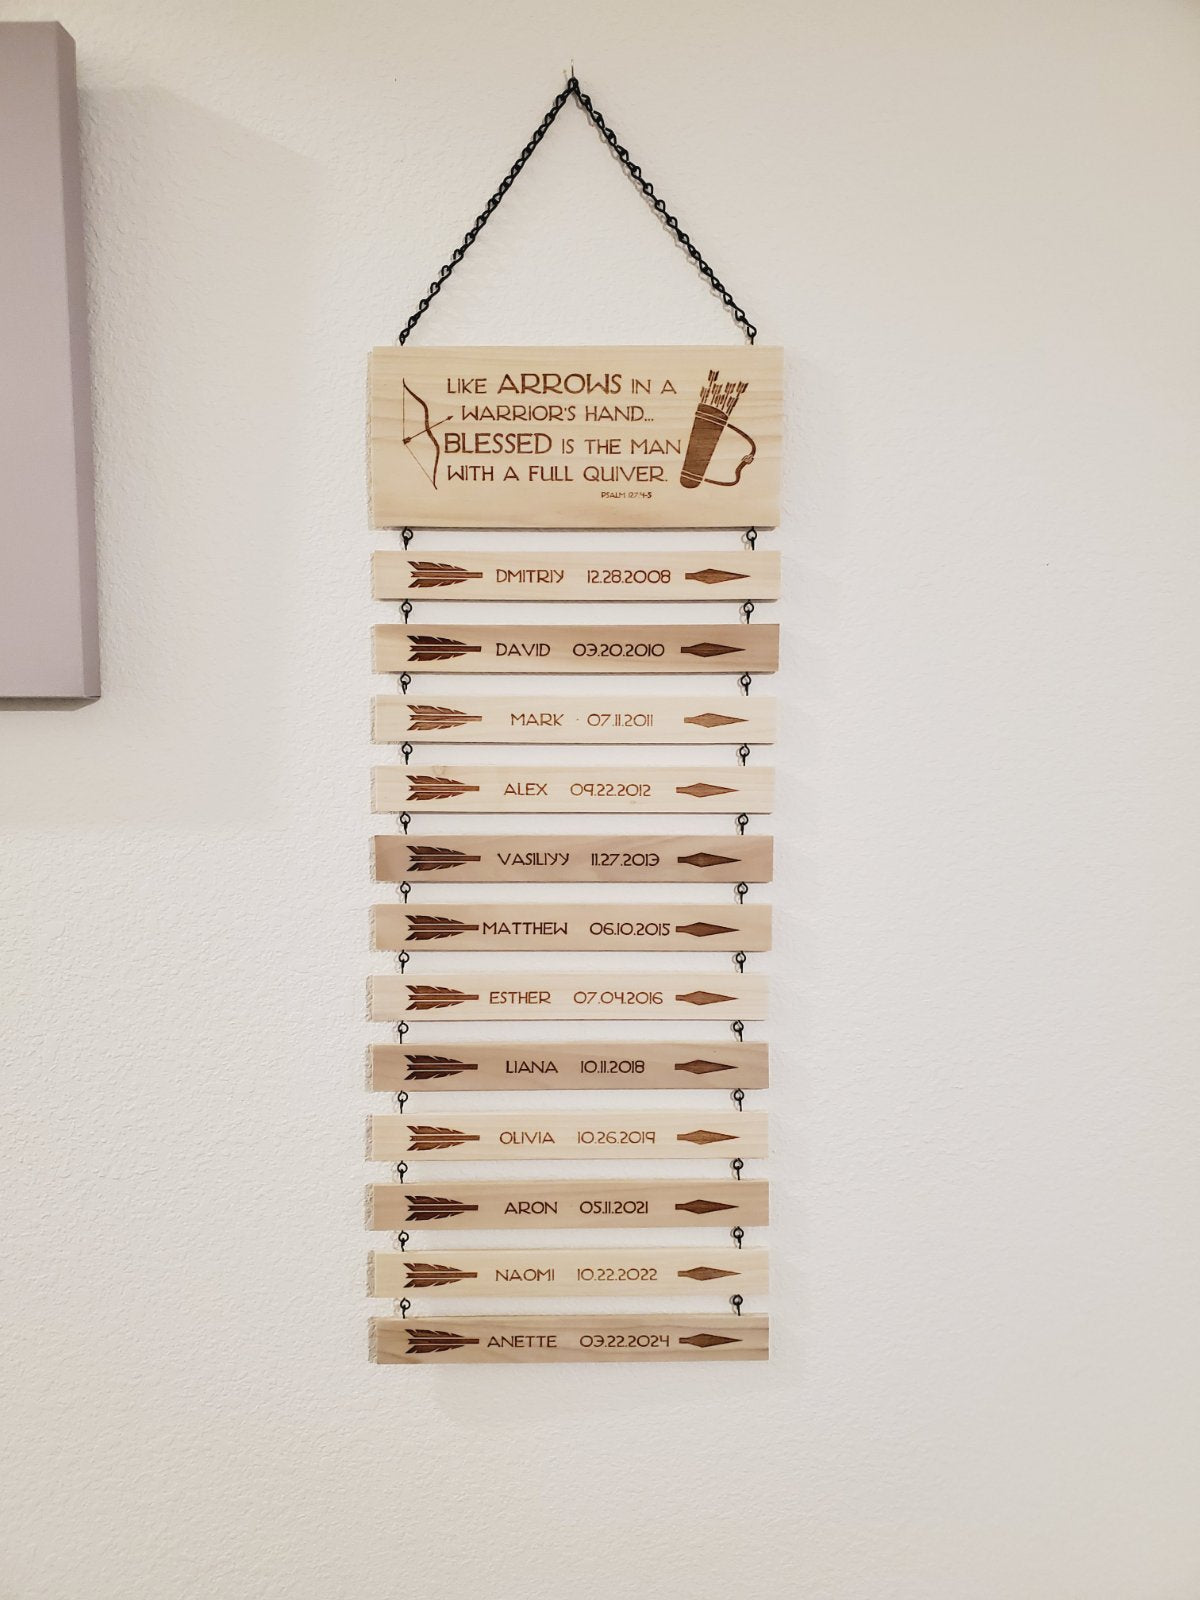 LIKE ARROWS IN A
WARRIOR'S HAND...
BLESSED IS THE MAN
WITH A FULL QUIVER.
PSALM 127:4-5
DMITRIY 12.28.2008
DAVID 03.20.2010
MARK · 07.11.2011
ALEX 09.22.2012
VASILIYY 11.27.2013
MATTHEW 06.10.2015
ESTHER 07.04.2016
LIANA 10.11.2018
OLIVIA 10.26.2019
ARON 05.11.2021
NAOMI 10.22.2022
ANETTE 03.22.2024